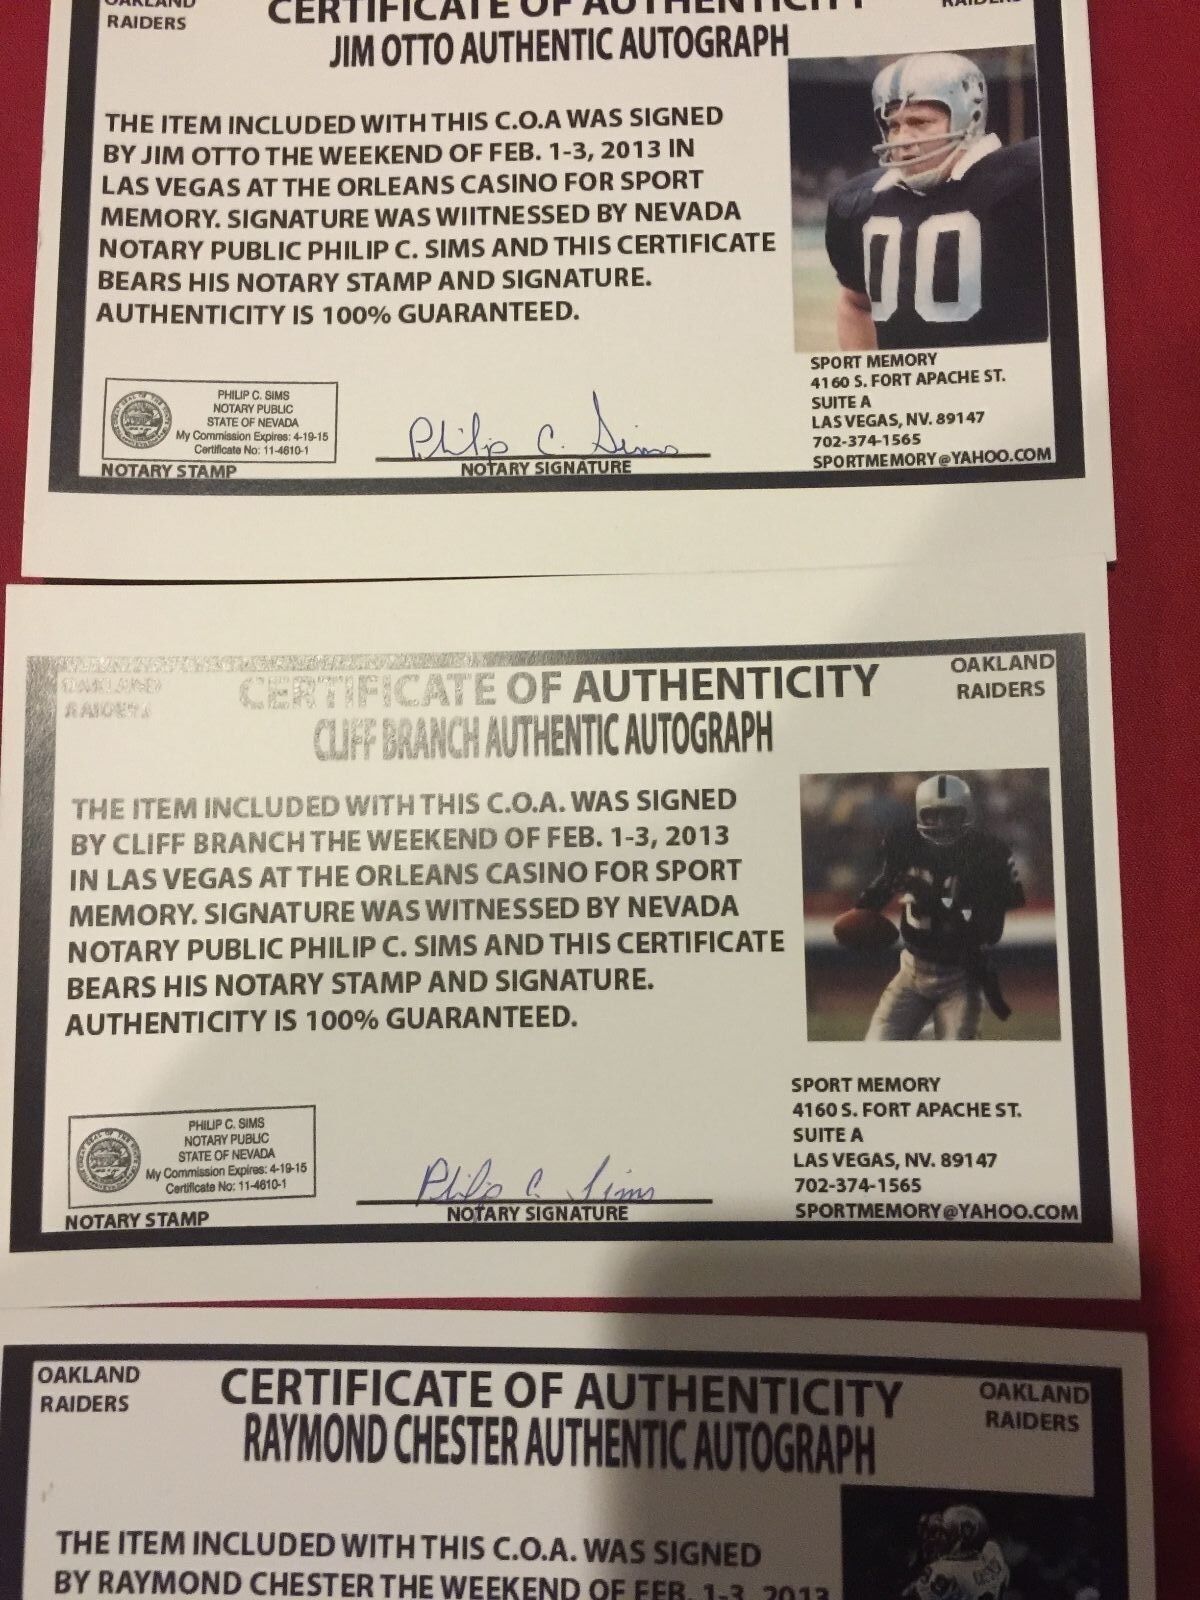 OAKLAND
RAIDERS
CERTIFICATE OF AUTHENTICITY
RAIDERS
JIM OTTO AUTHENTIC AUTOGRAPH
THE ITEM INCLUDED WITH THIS C.O.A WAS SIGNED
BY JIM OTTO THE WEEKEND OF FEB. 1-3, 2013 IN
LAS VEGAS AT THE ORLEANS CASINO FOR SPORT
MEMORY. SIGNATURE WAS WIITNESSED BY NEVADA
NOTARY PUBLIC PHILIP C. SIMS AND THIS CERTIFICATE
BEARS HIS NOTARY STAMP AND SIGNATURE.
AUTHENTICITY IS 100% GUARANTEED.
00
SPORT MEMORY
4160 S. FORT APACHE ST.
SUITE A
LAS VEGAS, NV. 89147
702-374-1565
SPORTMEMORY@YAHOO.COM
PHILIP C. SIMS
NOTARY PUBLIC
STATE OF NEVADA
My Commission Expires: 4-19-15
Certificate No: 11-4610-1
NOTARY STAMP
Philip C. Sims
NOTARY SIGNATURE
OAKLAND
RAIDERS
CERTIFICATE OF AUTHENTICITY
OAKLAND
RAIDERS
CLIFF BRANCH AUTHENTIC AUTOGRAPH
THE ITEM INCLUDED WITH THIS C.O.A. WAS SIGNED
BY CLIFF BRANCH THE WEEKEND OF FEB. 1-3, 2013
IN LAS VEGAS AT THE ORLEANS CASINO FOR SPORT
MEMORY. SIGNATURE WAS WITNESSED BY NEVADA
NOTARY PUBLIC PHILIP C. SIMS AND THIS CERTIFICATE
BEARS HIS NOTARY STAMP AND SIGNATURE.
AUTHENTICITY IS 100% GUARANTEED.
21
SPORT MEMORY
4160 S. FORT APACHE ST.
SUITE A
LAS VEGAS, NV. 89147
702-374-1565
SPORTMEMORY@YAHOO.COM
PHILIP C. SIMS
NOTARY PUBLIC
STATE OF NEVADA
My Commission Expires: 4-19-15
Certificate No: 11-4610-1
NOTARY STAMP
Philip C. Sims
NOTARY SIGNATURE
OAKLAND
RAIDERS
CERTIFICATE OF AUTHENTICITY
OAKLAND
RAIDERS
RAYMOND CHESTER AUTHENTIC AUTOGRAPH
THE ITEM INCLUDED WITH THIS C.O.A. WAS SIGNED
BY RAYMOND CHESTER THE WEEKEND OF FEB. 1-3, 2013